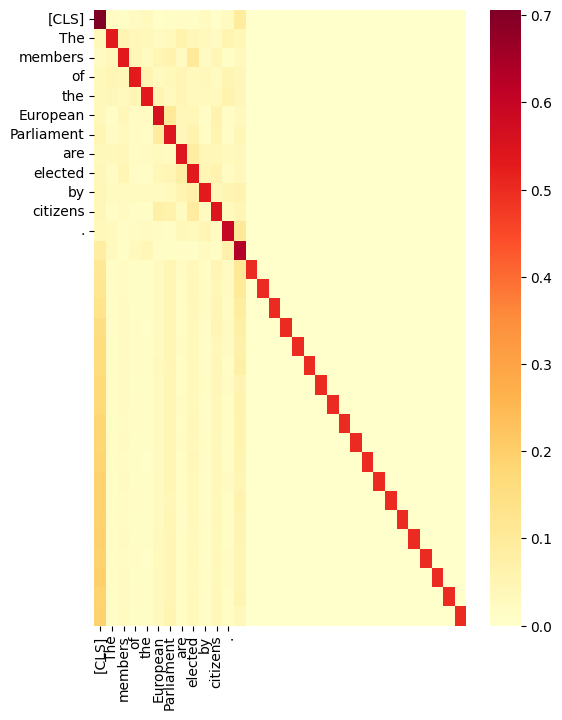 [CLS]
The
members
of
the
European
Parliament
are
elected
by
citizens
.
[CLS]
The
members
of
the
European
Parliament
are
elected
by
citizens
.
0.7
0.6
0.5
0.4
0.3
0.2
0.1
0.0